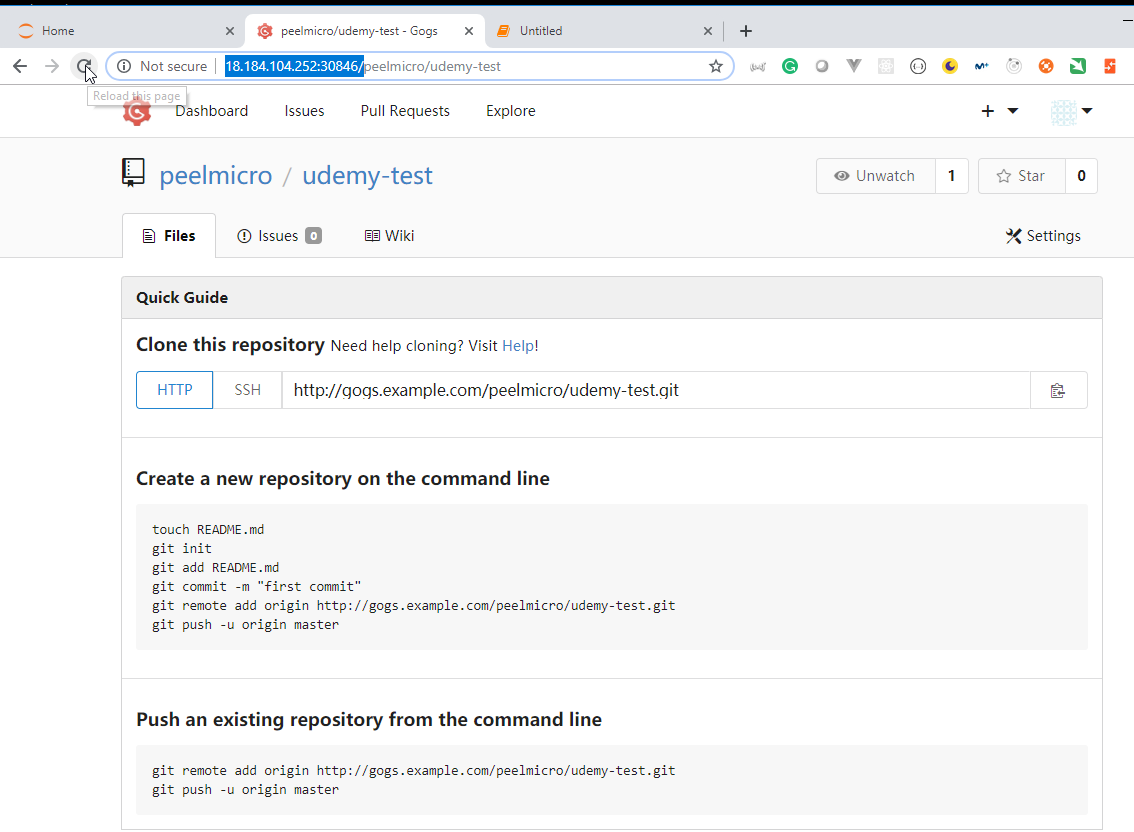 Home
peelmicro/udemy-test - Gogs
Untitled
Not secure
18.184.104.252:30846/peelmicro/udemy-test
Reload this page
Dashboard
Issues
Pull Requests
Explore
peelmicro / udemy-test
Unwatch 1
Star 0
Files
Issues 0
Wiki
Settings
Quick Guide
Clone this repository Need help cloning? Visit Help!
HTTP SSH http://gogs.example.com/peelmicro/udemy-test.git
Create a new repository on the command line
touch README.md
git init
git add README.md
git commit -m "first commit"
git remote add origin http://gogs.example.com/peelmicro/udemy-test.git
git push -u origin master
Push an existing repository from the command line
git remote add origin http://gogs.example.com/peelmicro/udemy-test.git
git push -u origin master